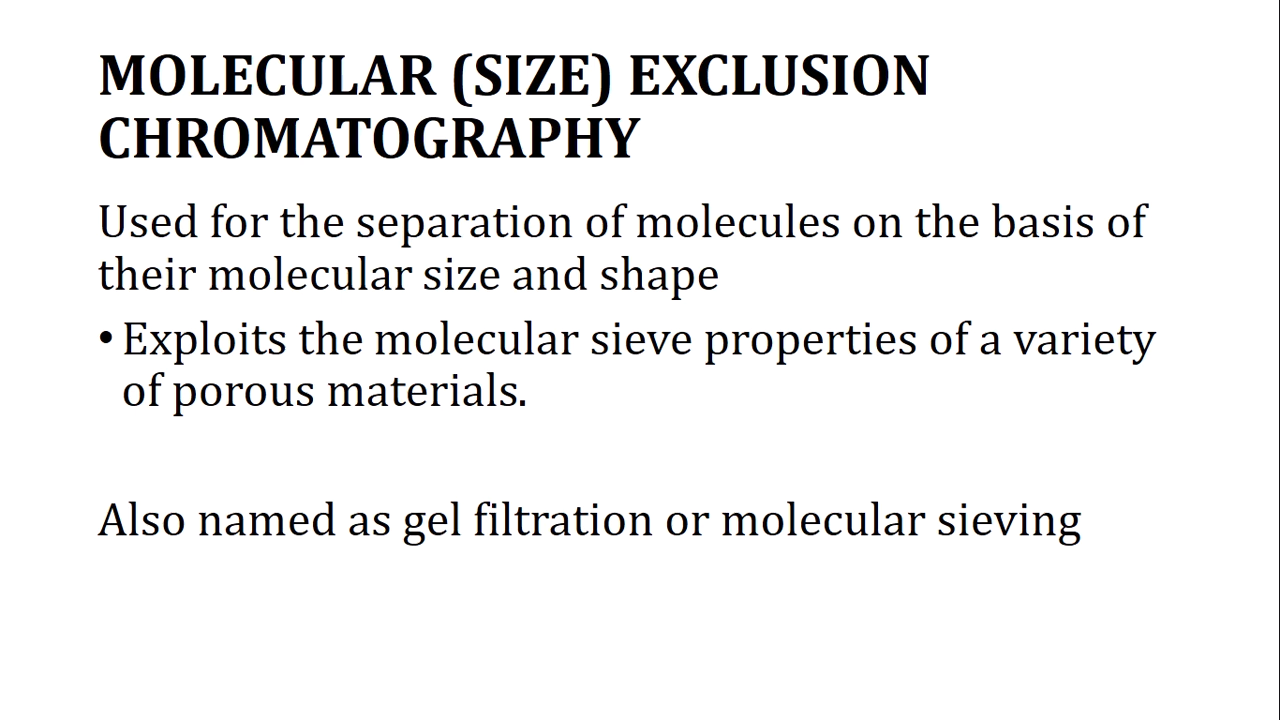 MOLECULAR (SIZE) EXCLUSION
CHROMATOGRAPHY
Used for the separation of molecules on the basis of
their molecular size and shape
• Exploits the molecular sieve properties of a variety
of porous materials.
Also named as gel filtration or molecular sieving